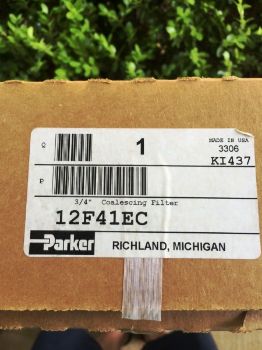 Q 1 MADE IN USA
3306
KI437
P
3/4" Coalescing Filter
12F41EC
Parker RICHLAND, MICHIGAN